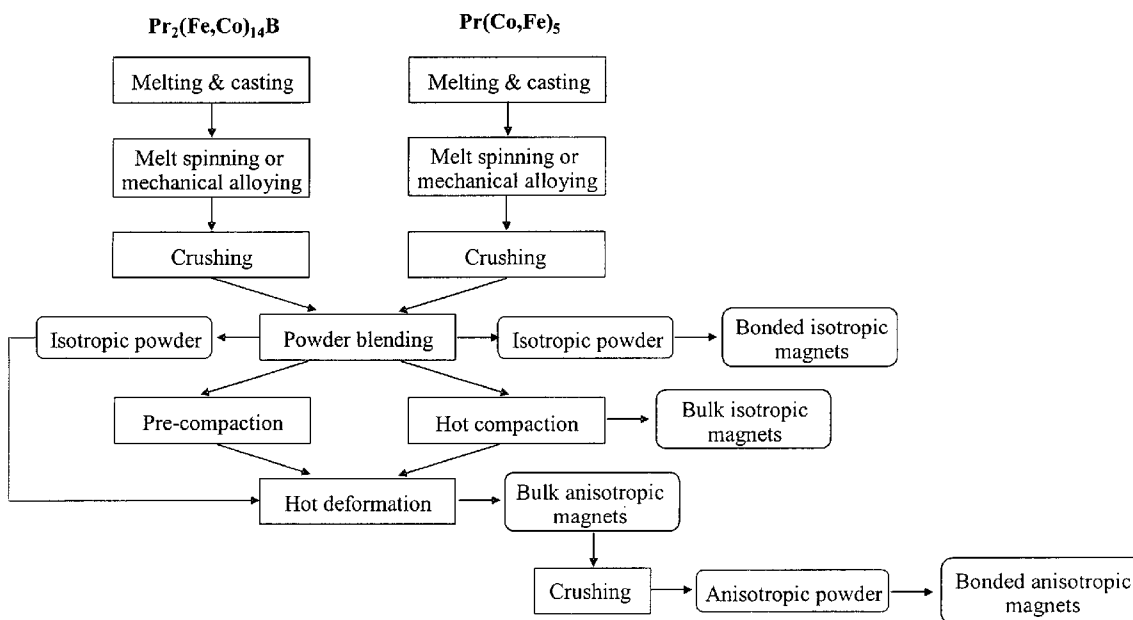 Pr₂(Fe,Co)₁₄B
Pr(Co,Fe)₅
Melting & casting
Melting & casting
Melt spinning or
mechanical alloying
Melt spinning or
mechanical alloying
Crushing
Crushing
Isotropic powder
Powder blending
Isotropic powder
Bonded isotropic
magnets
Pre-compaction
Hot compaction
Bulk isotropic
magnets
Hot deformation
Bulk anisotropic
magnets
Crushing
Anisotropic powder
Bonded anisotropic
magnets